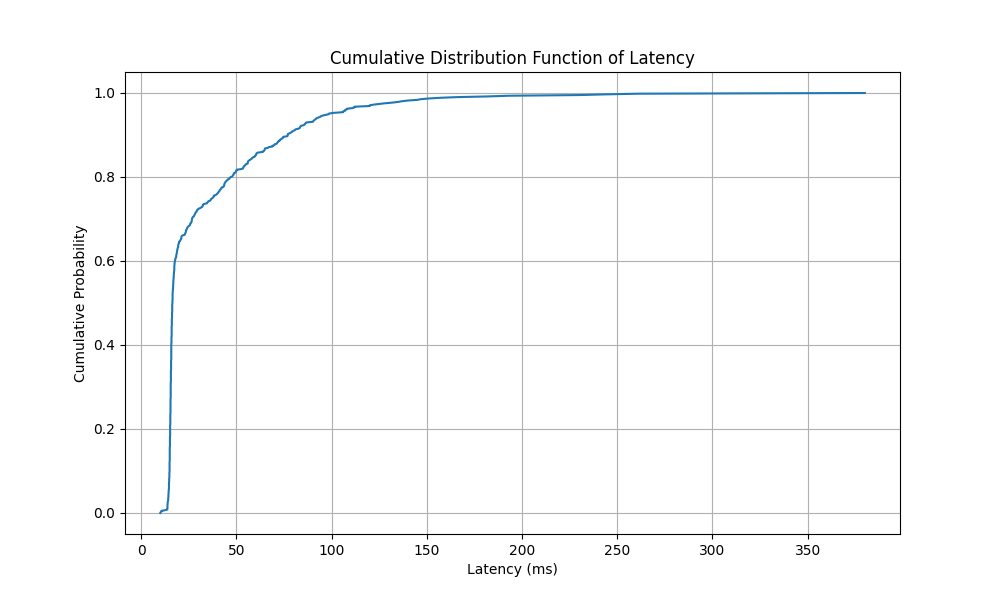 Cumulative Distribution Function of Latency
1.0
0.8
0.6
0.4
0.2
0.0
Cumulative Probability
0 50 100 150 200 250 300 350
Latency (ms)